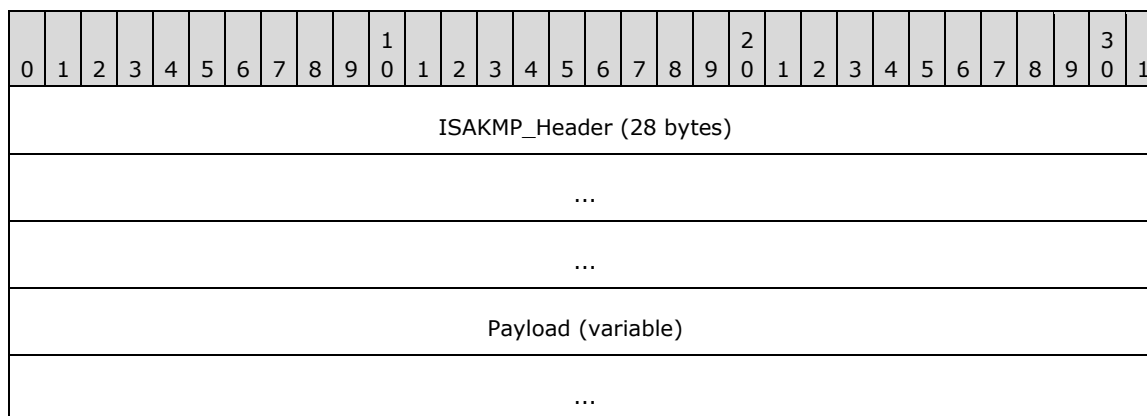 1 2 3
0 1 2 3 4 5 6 7 8 9 0 1 2 3 4 5 6 7 8 9 0 1 2 3 4 5 6 7 8 9 0 1
ISAKMP_Header (28 bytes)
...
...
Payload (variable)
...